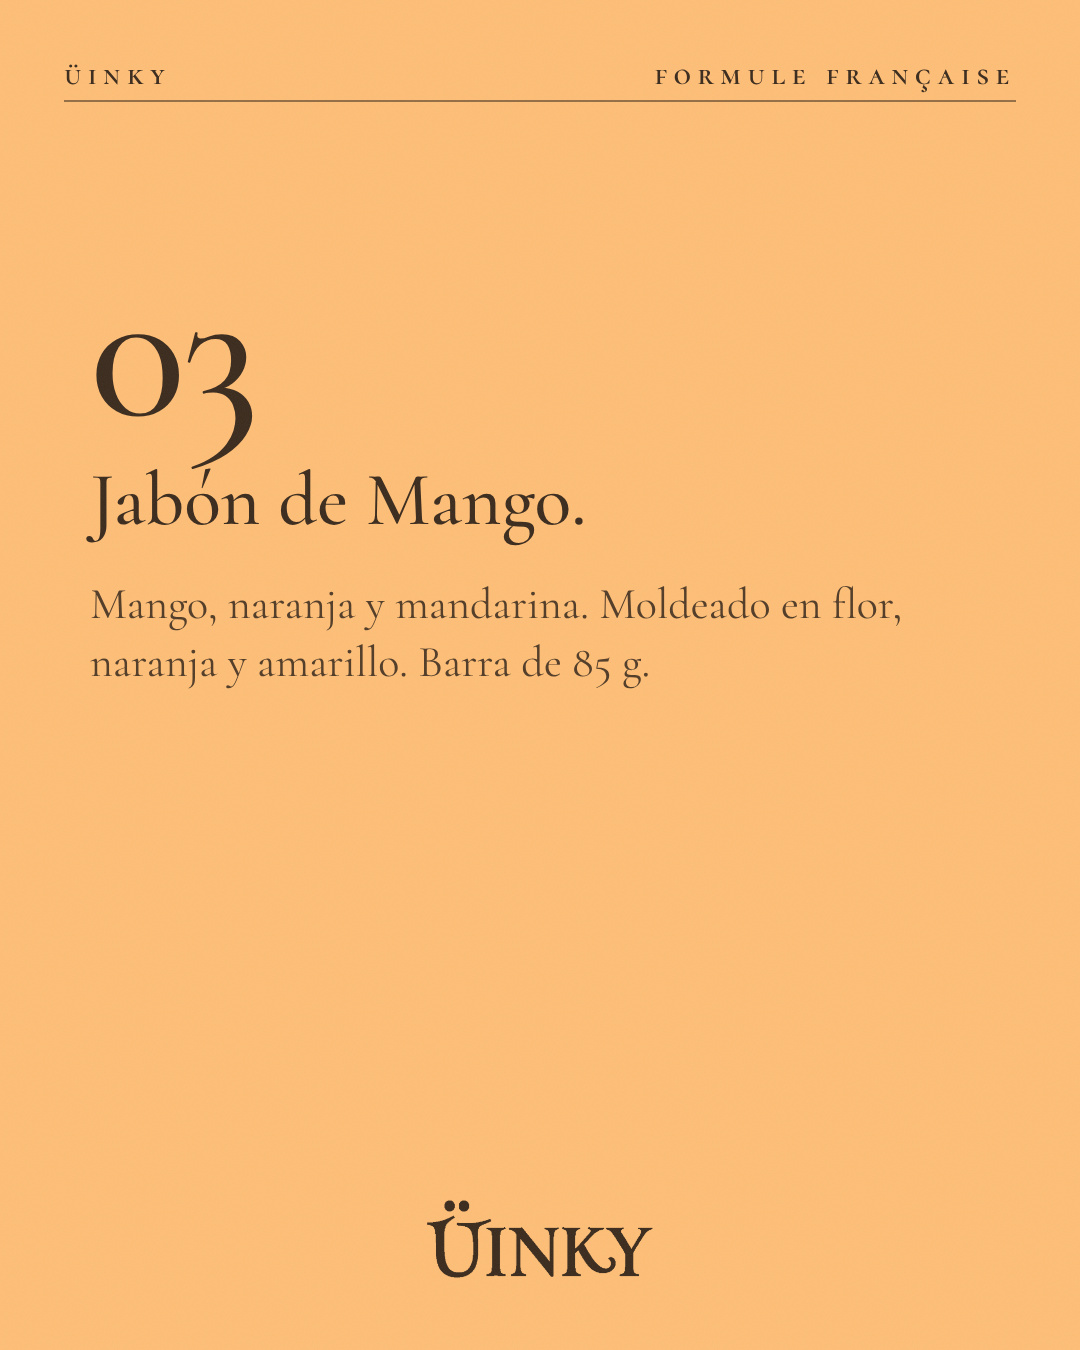 ÜINKY
FORMULE FRANÇAISE
03
Jabón de Mango.
Mango, naranja y mandarina. Moldeado en flor,
naranja y amarillo. Barra de 85 g.
ÜINKY